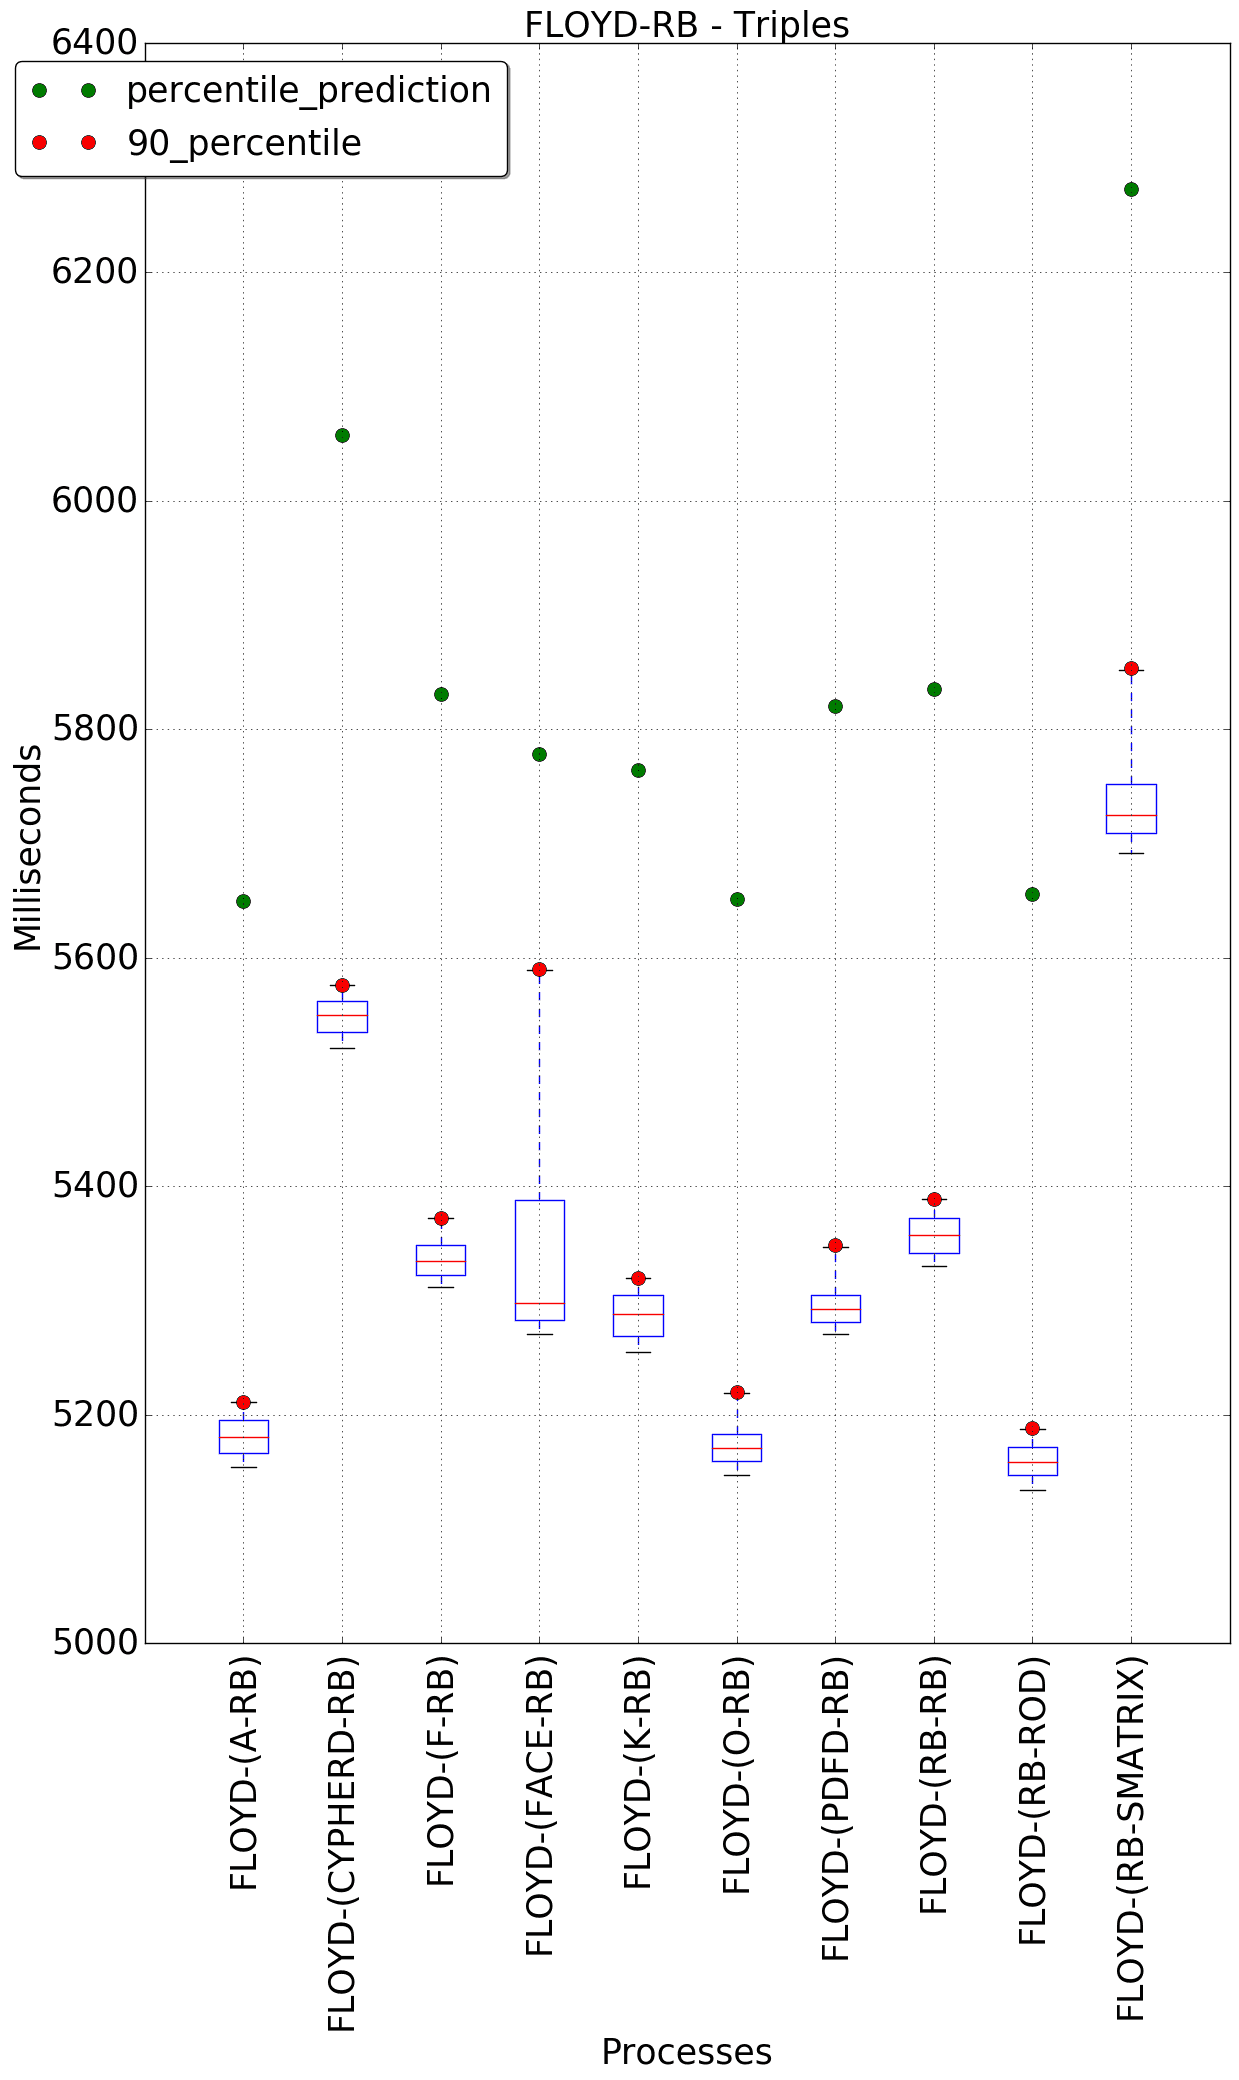 FLOYD-RB - Triples
percentile_prediction
90_percentile
6400
6200
6000
5800
5600
5400
5200
5000
Milliseconds
FLOYD-(A-RB)
FLOYD-(CYPHERD-RB)
FLOYD-(F-RB)
FLOYD-(FACE-RB)
FLOYD-(K-RB)
FLOYD-(O-RB)
FLOYD-(PDFD-RB)
FLOYD-(RB-RB)
FLOYD-(RB-ROD)
FLOYD-(RB-SMATRIX)
Processes